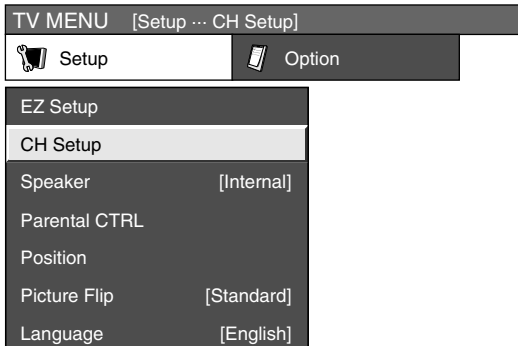 TV MENU [Setup ··· CH Setup]
Setup Option
EZ Setup
CH Setup
Speaker [Internal]
Parental CTRL
Position
Picture Flip [Standard]
Language [English]